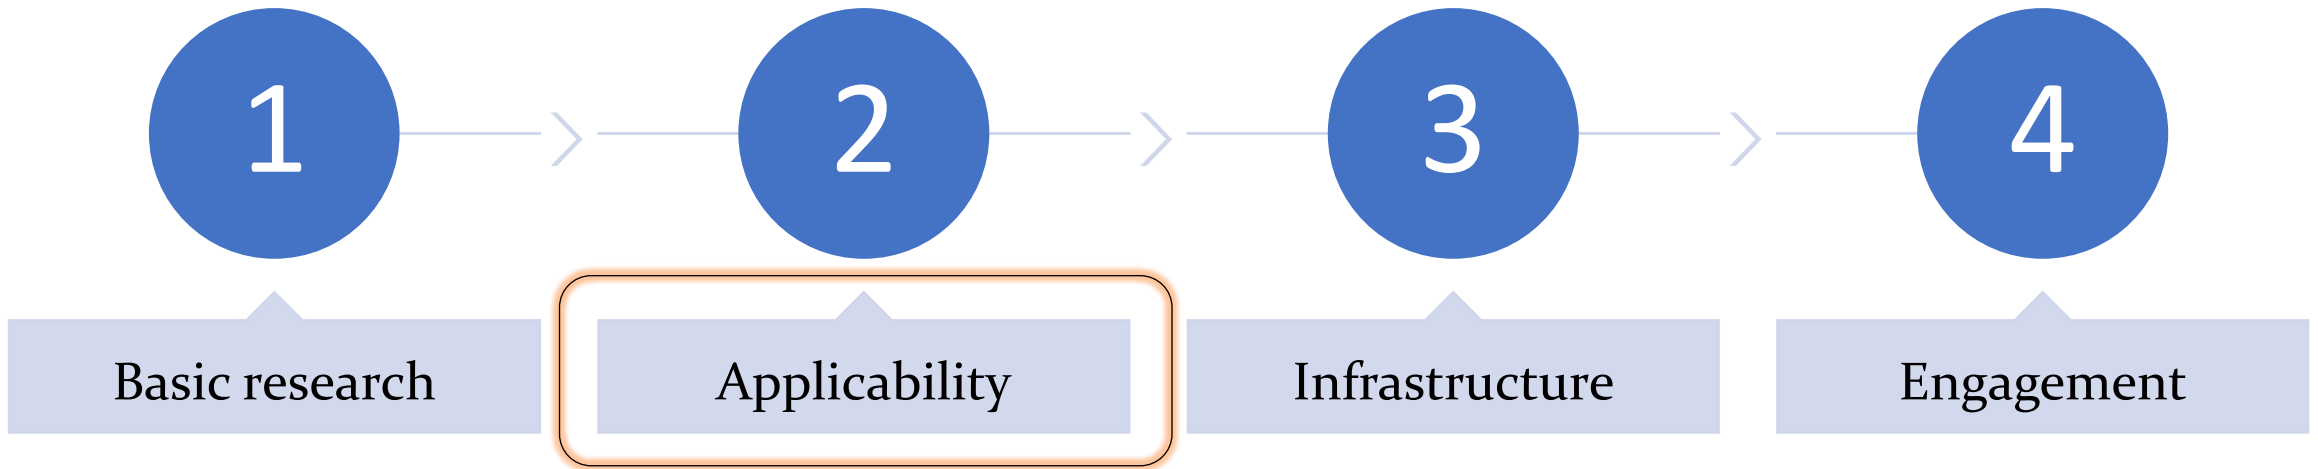 1
2
3
4
Basic research
Applicability
Infrastructure
Engagement